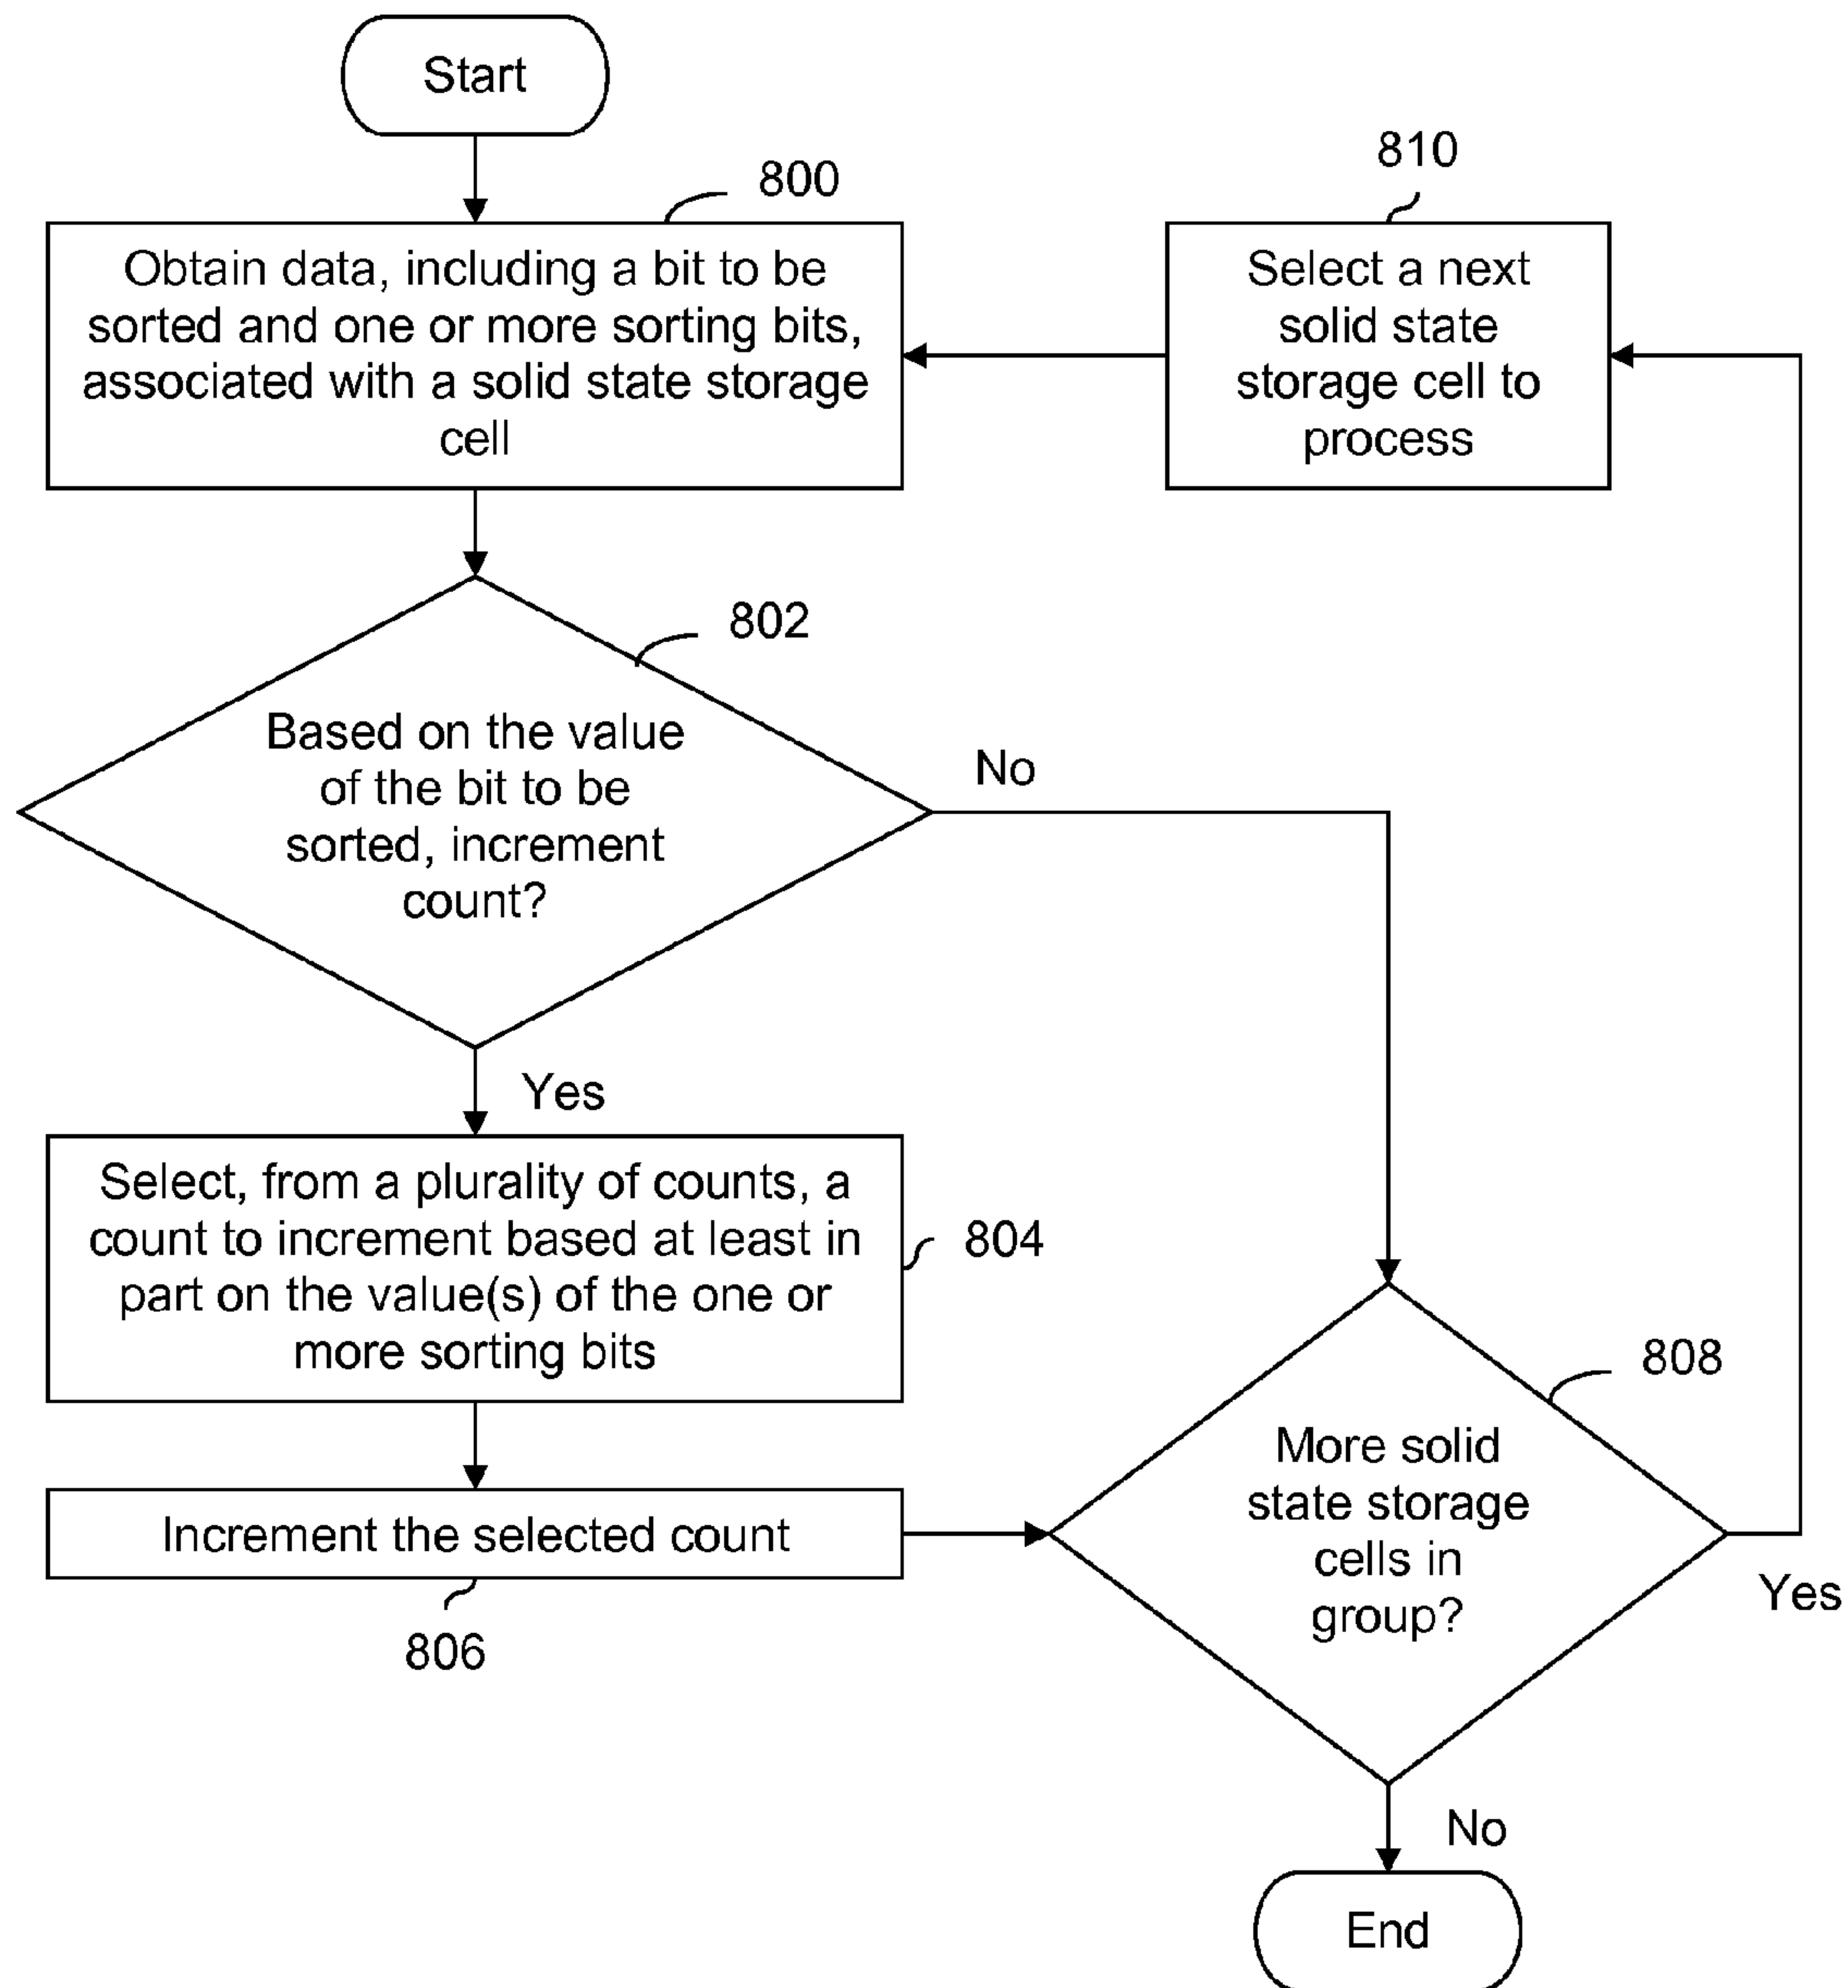 Start
800
Obtain data, including a bit to be
sorted and one or more sorting bits,
associated with a solid state storage
cell
810
Select a next
solid state
storage cell to
process
802
Based on the value
of the bit to be
sorted, increment
count?
No
Yes
Select, from a plurality of counts, a
count to increment based at least in
part on the value(s) of the one or
more sorting bits
804
Increment the selected count
806
808
More solid
state storage
cells in
group?
Yes
No
End